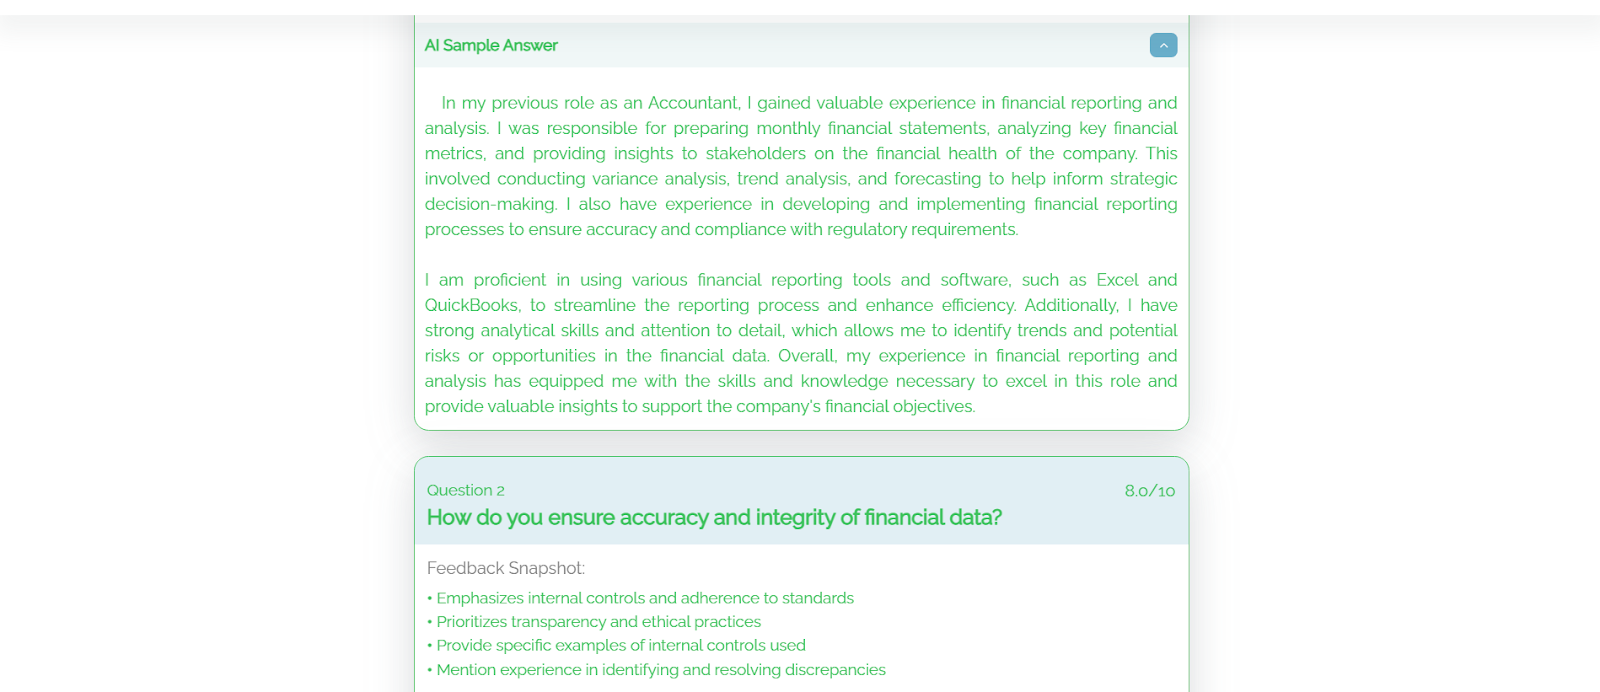 AI Sample Answer
In my previous role as an Accountant, I gained valuable experience in financial reporting and
analysis. I was responsible for preparing monthly financial statements, analyzing key financial
metrics, and providing insights to stakeholders on the financial health of the company. This
involved conducting variance analysis, trend analysis, and forecasting to help inform strategic
decision-making. I also have experience in developing and implementing financial reporting
processes to ensure accuracy and compliance with regulatory requirements.
I am proficient in using various financial reporting tools and software, such as Excel and
QuickBooks, to streamline the reporting process and enhance efficiency. Additionally, I have
strong analytical skills and attention to detail, which allows me to identify trends and potential
risks or opportunities in the financial data. Overall, my experience in financial reporting and
analysis has equipped me with the skills and knowledge necessary to excel in this role and
provide valuable insights to support the company's financial objectives.
Question 2
8.0/10
How do you ensure accuracy and integrity of financial data?
Feedback Snapshot:
• Emphasizes internal controls and adherence to standards
• Prioritizes transparency and ethical practices
• Provide specific examples of internal controls used
• Mention experience in identifying and resolving discrepancies